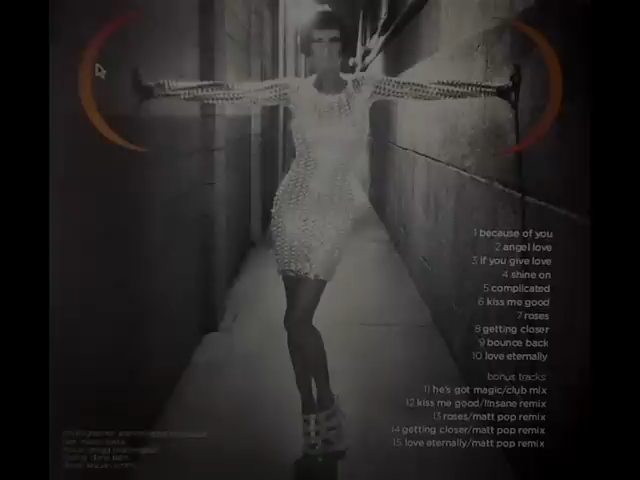 1 because of you
2 angel love
3 if you give love
4 shine on
5 complicated
6 kiss me good
7 roses
8 getting closer
9 bounce back
10 love eternally
bonus tracks
11 he's got magic/club mix
12 kiss me good/l!nsane remix
13 roses/matt pop remix
14 getting closer/matt pop remix
15 love eternally/matt pop remix